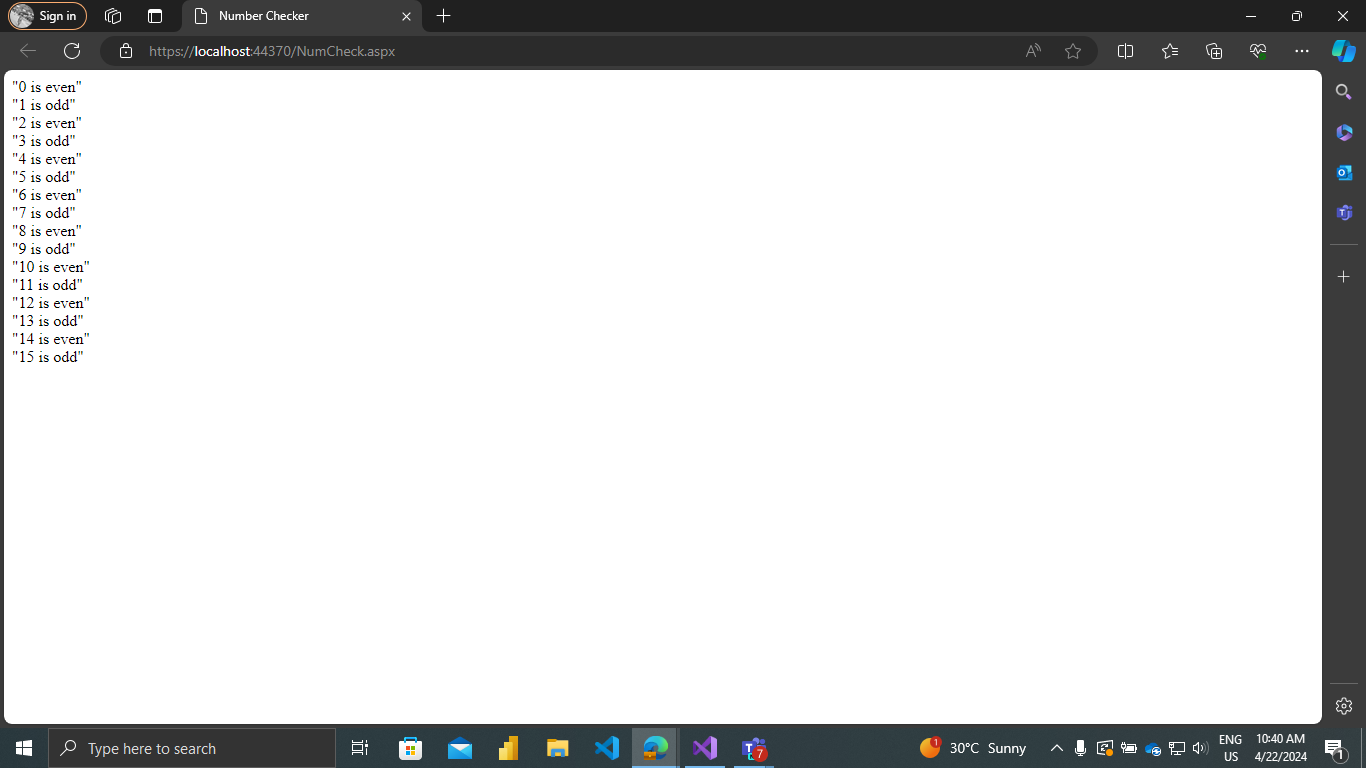 Sign in
Number Checker
https://localhost:44370/NumCheck.aspx
"0 is even"
"1 is odd"
"2 is even"
"3 is odd"
"4 is even"
"5 is odd"
"6 is even"
"7 is odd"
"8 is even"
"9 is odd"
"10 is even"
"11 is odd"
"12 is even"
"13 is odd"
"14 is even"
"15 is odd"
Type here to search
1
30°C Sunny
7
ENG
US
10:40 AM
4/22/2024
1